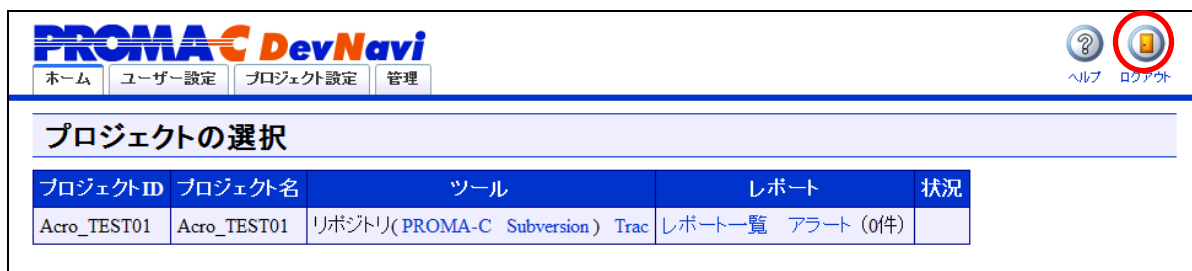 PROMA-C DevNavi
ホーム ユーザー設定 プロジェクト設定 管理 ヘルプ ログアウト
プロジェクトの選択
プロジェクトID プロジェクト名 ツール レポート 状況
Acro_TEST01 Acro_TEST01 リポジトリ(PROMA-C Subversion) Trac レポート一覧 アラート (0件)